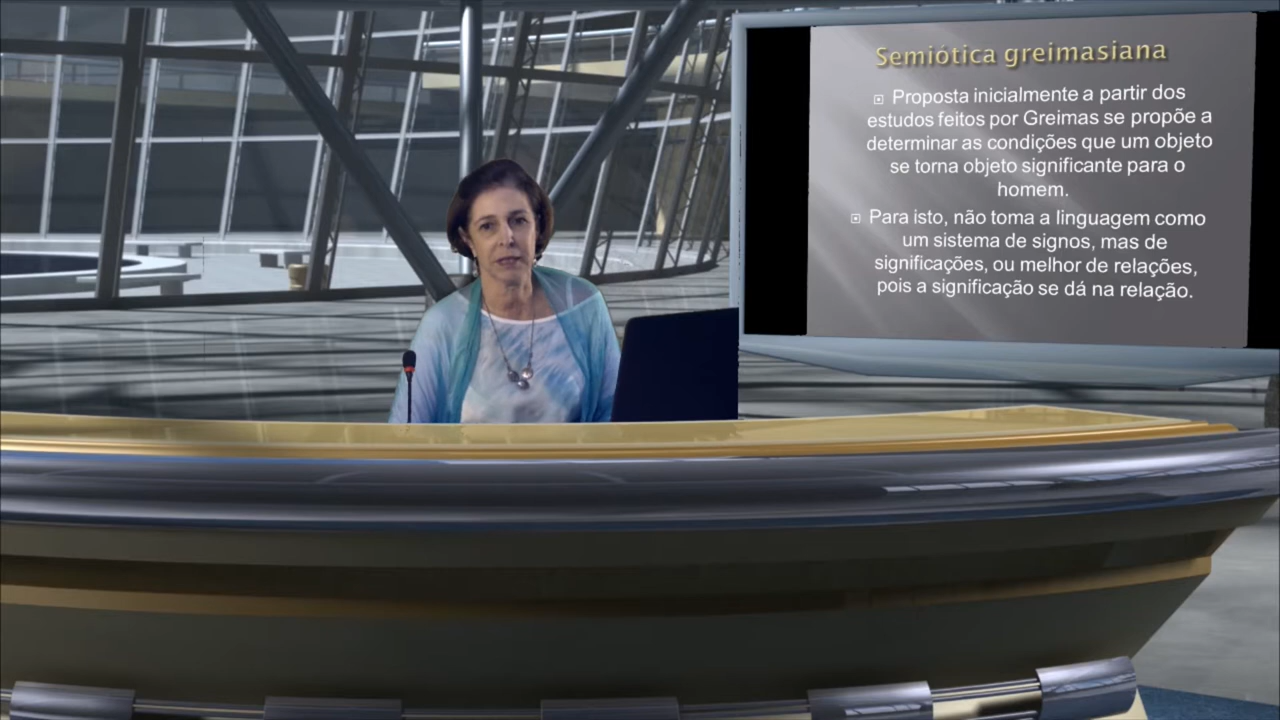 Semiótica greimasiana
Proposta inicialmente a partir dos
estudos feitos por Greimas se propõe a
determinar as condições que um objeto
se torna objeto significante para o
homem.
Para isto, não toma a linguagem como
um sistema de signos, mas de
significações, ou melhor de relações,
pois a significação se dá na relação.